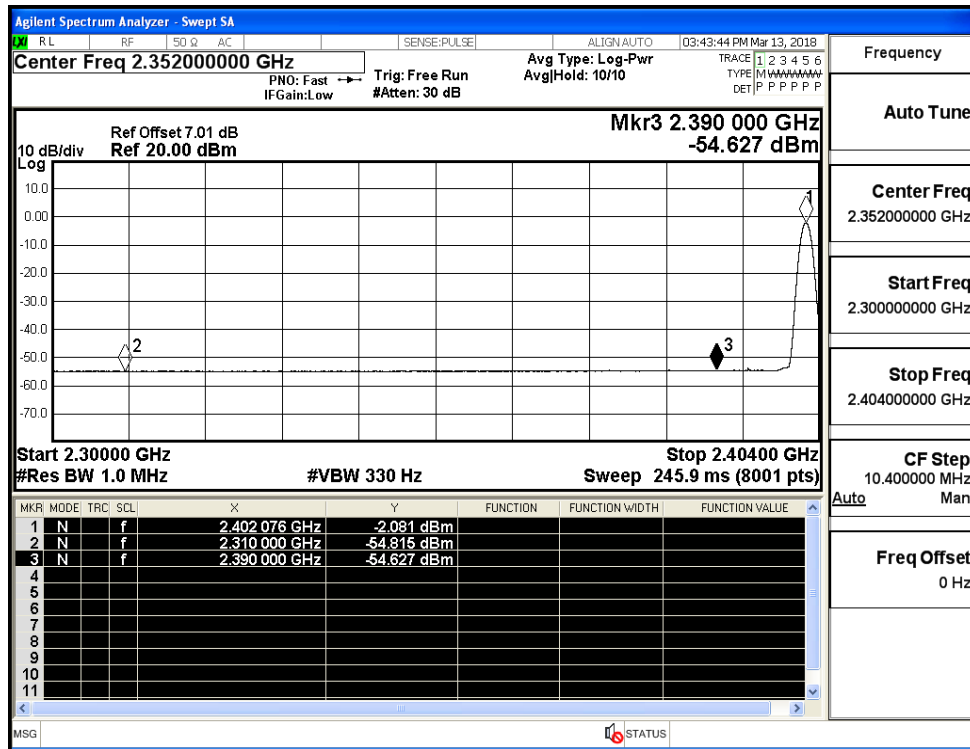 Agilent Spectrum Analyzer - Swept SA
LXI RL RF 50 Ω AC SENSE:PULSE ALIGN AUTO 03:43:44 PM Mar 13, 2018
Center Freq 2.352000000 GHz
PNO: Fast
IFGain:Low
Trig: Free Run
#Atten: 30 dB
Avg Type: Log-Pwr
Avg|Hold: 10/10
TRACE 1 2 3 4 5 6
TYPE M WWWWW
DET P P P P P P
Mkr3 2.390 000 GHz
-54.627 dBm
Ref Offset 7.01 dB
10 dB/div Ref 20.00 dBm
Log
10.0
0.00
-10.0
-20.0
-30.0
-40.0
-50.0
-60.0
-70.0
1
2
3
Start 2.30000 GHz Stop 2.40400 GHz
#Res BW 1.0 MHz #VBW 330 Hz Sweep 245.9 ms (8001 pts)
MKR MODE TRC SCL X Y FUNCTION FUNCTION WIDTH FUNCTION VALUE
1 N f 2.402 076 GHz -2.081 dBm
2 N f 2.310 000 GHz -54.815 dBm
3 N f 2.390 000 GHz -54.627 dBm
4
5
6
7
8
9
10
11
MSG STATUS
Frequency
Auto Tune
Center Freq
2.352000000 GHz
Start Freq
2.300000000 GHz
Stop Freq
2.404000000 GHz
CF Step
10.400000 MHz
Auto Man
Freq Offset
0 Hz